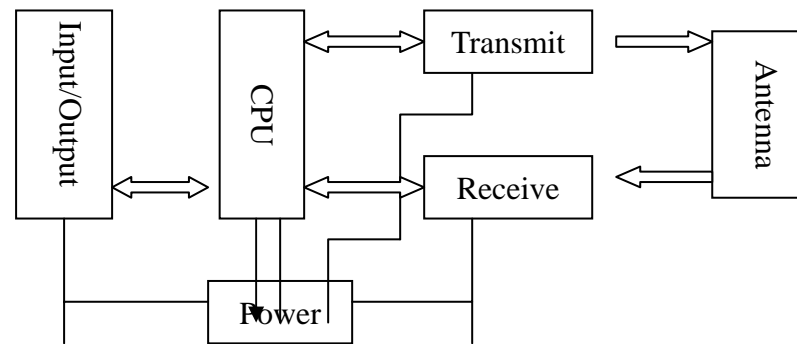 Input/Output
CPU
Transmit
Antenna
Receive
Power